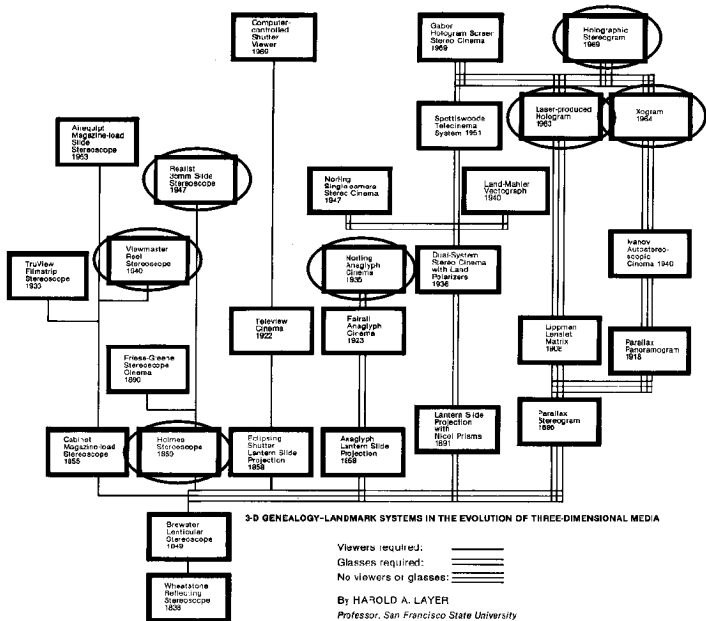 Computer-
controlled
Shutter
Viewer
1969
Gabor
Hologram Screen
Stereo Cinema
1969
Holographic
Stereogram
1969
Airequipt
Magazine-load
Slide
Stereoscope
1963
Realist
35mm Slide
Stereoscope
1947
Spottiswoode
Telecinema
System 1951
Laser-produced
Hologram
1963
Xogram
1964
Norling
Single camera
Stereo Cinema
1947
Land-Mahler
Vectograph
1940
TruView
Filmstrip
Stereoscope
1933
Viewmaster
Reel
Stereoscope
1940
Norling
Anaglyph
Cinema
1935
Dual-System
Stereo Cinema
with Land
Polarizers
1936
Ivanov
Autostereo-
scopic
Cinema 1940
Teleview
Cinema
1922
Fairall
Anaglyph
Cinema
1923
Lippman
Lenslet
Matrix
1908
Parallax
Panoramogram
1918
Friese-Greene
Stereoscope
Cinema
1890
Cabinet
Magazine-load
Stereoscope
1855
Holmes
Stereoscope
1859
Eclipsing
Shutter
Lantern Slide
Projection
1858
Anaglyph
Lantern Slide
Projection
1858
Lantern Slide
Projection
with
Nicol Prisms
1891
Parallax
Stereogram
1896
3-D GENEALOGY–LANDMARK SYSTEMS IN THE EVOLUTION OF THREE-DIMENSIONAL MEDIA
Brewster
Lenticular
Stereoscope
1849
Wheatstone
Reflecting
Stereoscope
1838
Viewers required:
Glasses required:
No viewers or glasses:
By HAROLD A. LAYER
Professor, San Francisco State University